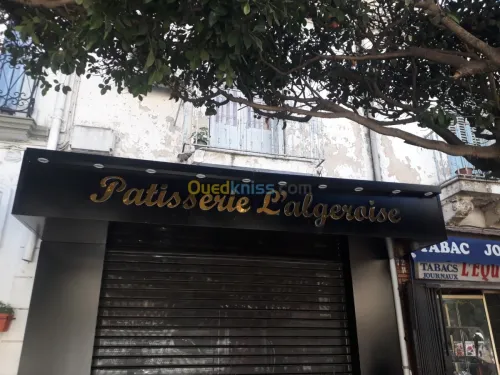 Patisserie L'algeroise
Ouedkniss.com
TABAC JO
TABACS
JOURNAUX
L'EQU